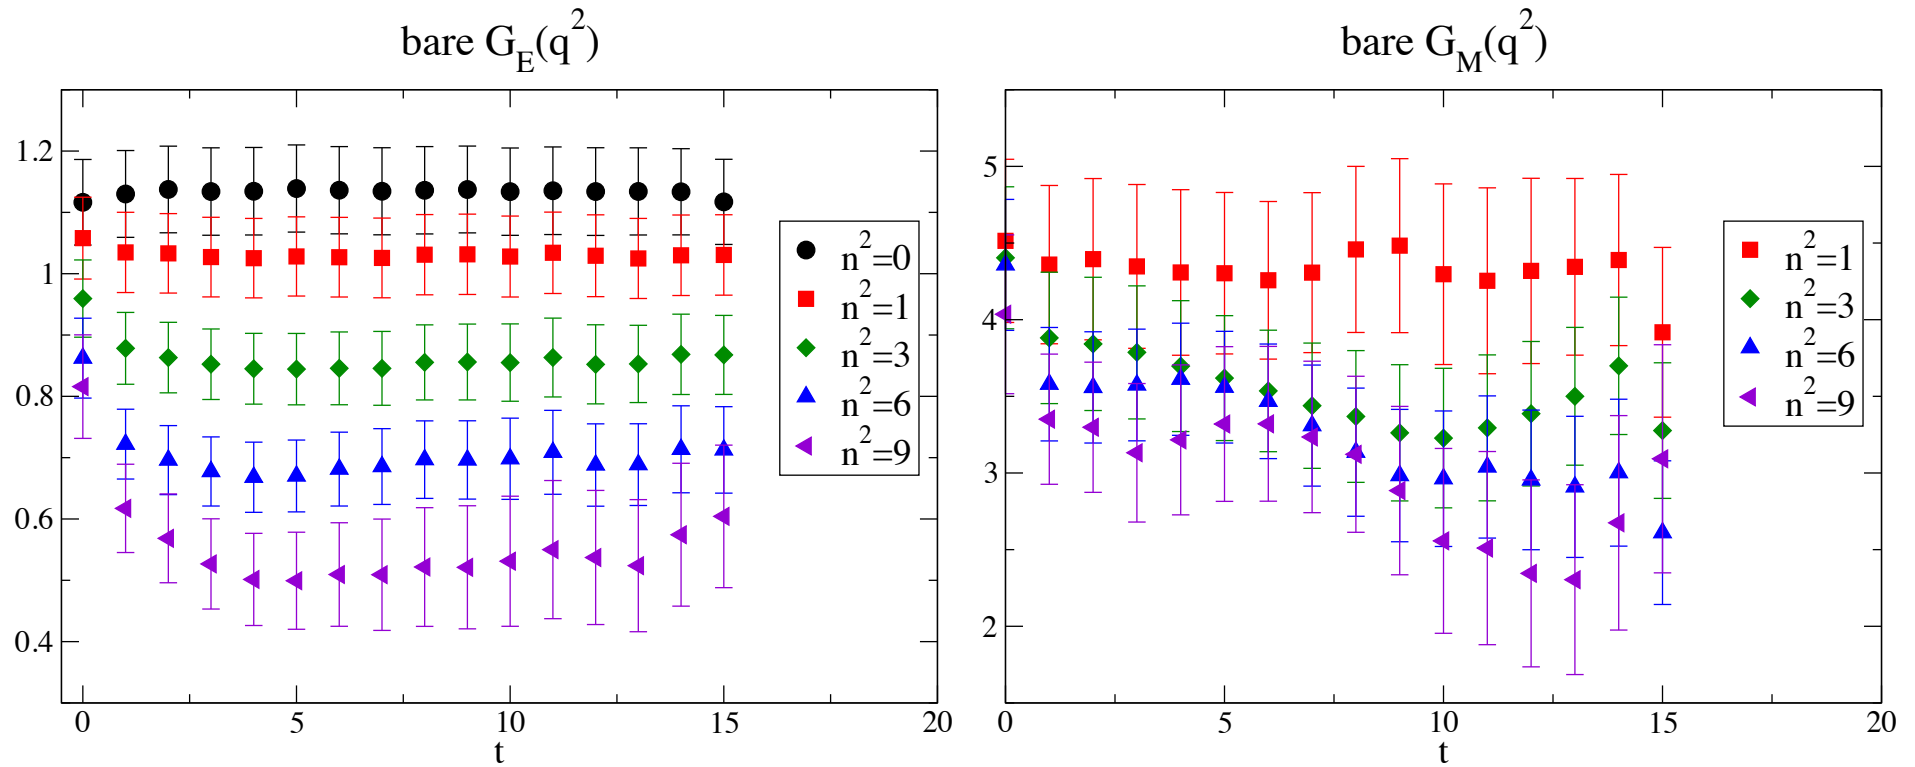 bare G_E(q^2)
1.2
1
0.8
0.6
0.4
0 5 10 15 20
t
n^2=0
n^2=1
n^2=3
n^2=6
n^2=9
bare G_M(q^2)
5
4
3
2
0 5 10 15 20
t
n^2=1
n^2=3
n^2=6
n^2=9